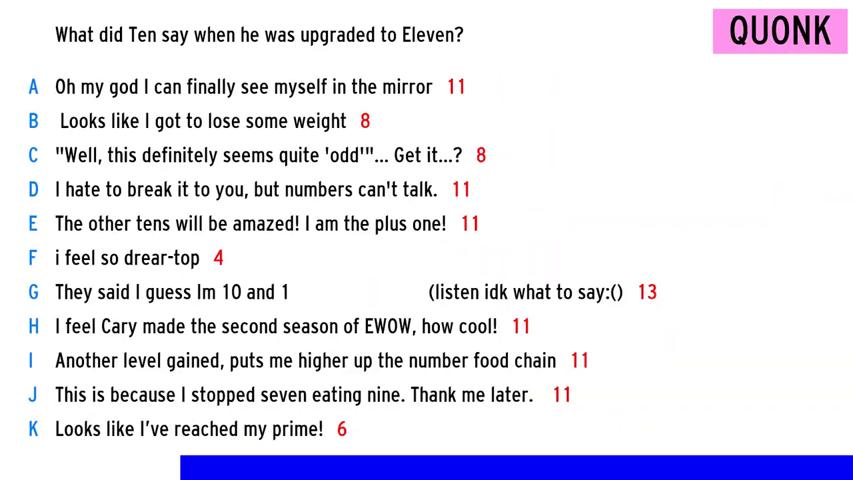 QUONK
What did Ten say when he was upgraded to Eleven?
A Oh my god I can finally see myself in the mirror 11
B Looks like I got to lose some weight 8
C "Well, this definitely seems quite 'odd'"... Get it...? 8
D I hate to break it to you, but numbers can't talk. 11
E The other tens will be amazed! I am the plus one! 11
F i feel so drear-top 4
G They said I guess Im 10 and 1 (listen idk what to say:() 13
H I feel Cary made the second season of EWOW, how cool! 11
I Another level gained, puts me higher up the number food chain 11
J This is because I stopped seven eating nine. Thank me later. 11
K Looks like I've reached my prime! 6